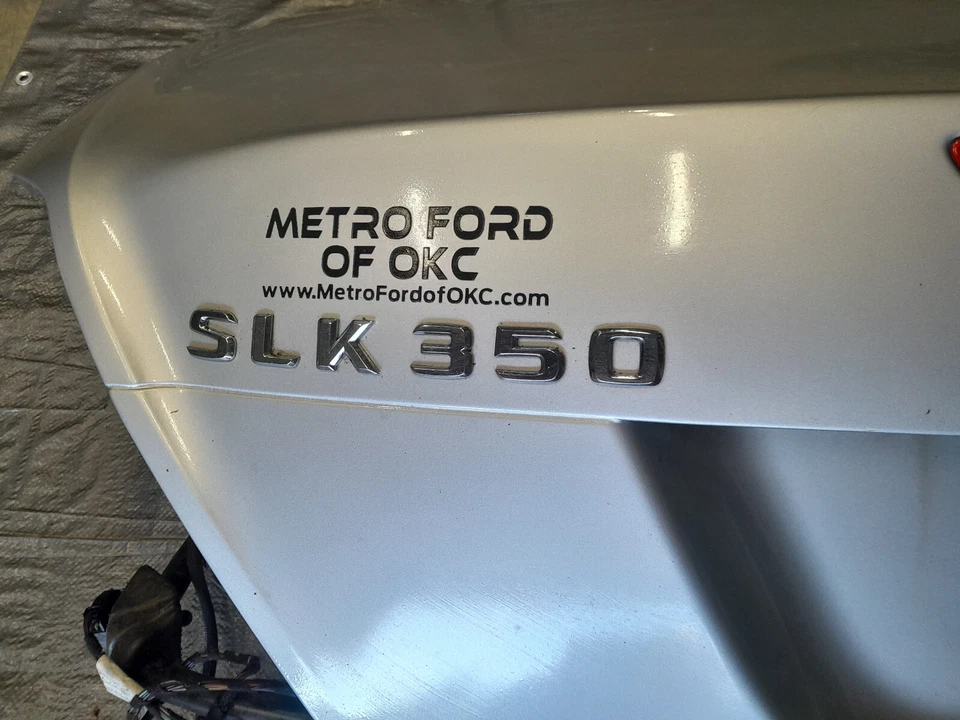 METRO FORD
OF OKC
www.MetroFordofOKC.com
SLK 350